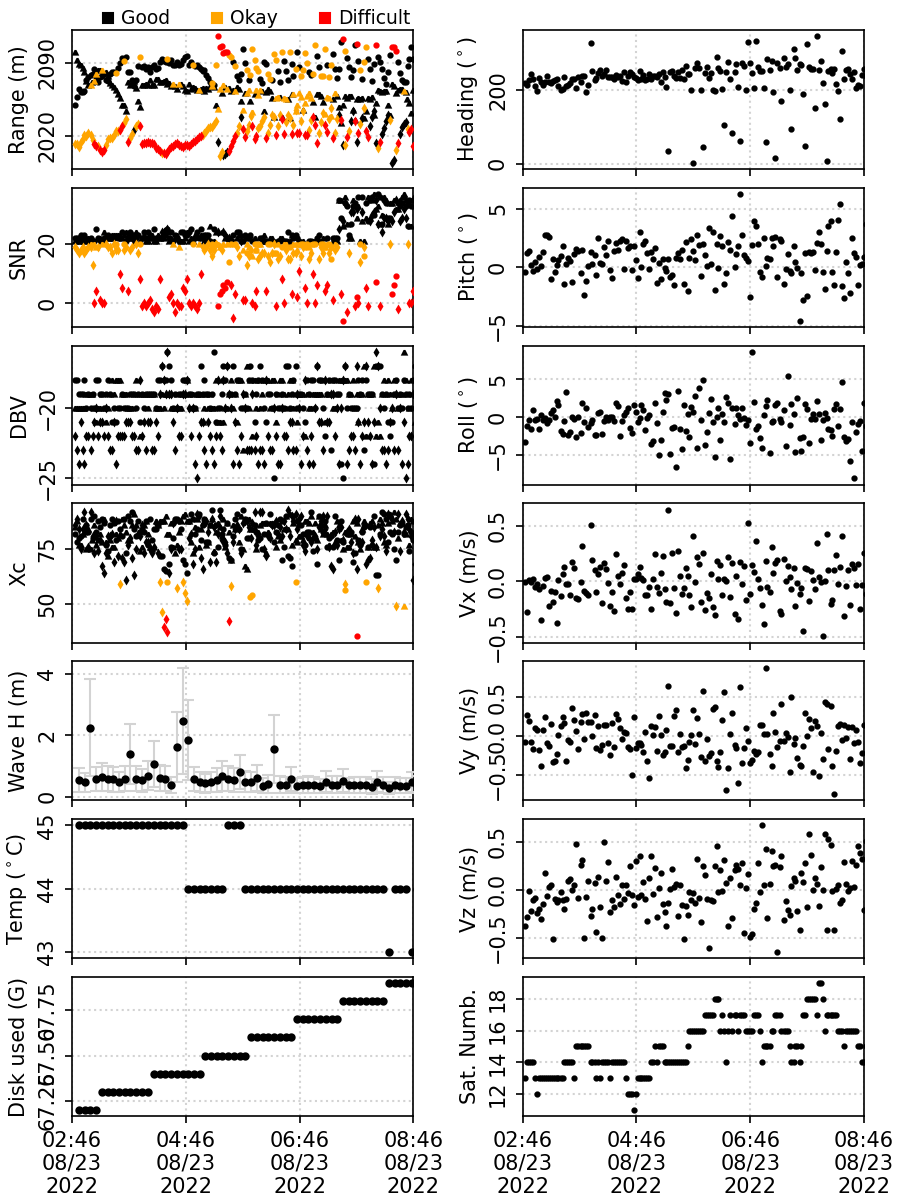 Good Okay Difficult
Range (m)
2090
2020
Heading (°)
200
0
SNR
20
0
Pitch (°)
5
0
−5
DBV
−20
−25
Roll (°)
5
0
−5
Xc
75
50
Vx (m/s)
0.5
0.0
−0.5
Wave H (m)
4
2
0
Vy (m/s)
0.5
0.0
−0.5
Temp (°C)
45
44
43
Vz (m/s)
0.5
0.0
−0.5
Disk used (G)
67.75
67.50
67.25
Sat. Numb.
18
16
14
12
02:46 04:46 06:46 08:46
08/23 08/23 08/23 08/23
2022 2022 2022 2022
02:46 04:46 06:46 08:46
08/23 08/23 08/23 08/23
2022 2022 2022 2022